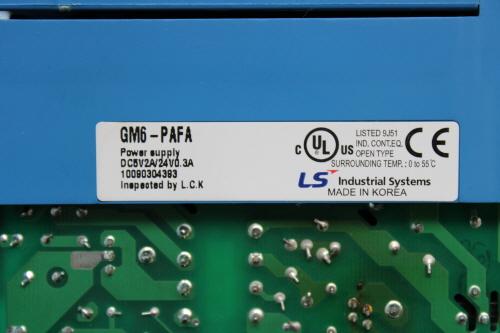 GM6-PAFA
Power supply
DC5V2A/24V0.3A
10090304393
Inspected by L.C.K
C UL US
LISTED 9J51
IND. CONT.EQ.
OPEN TYPE
CE
SURROUNDING TEMP.: 0 to 55℃
LS Industrial Systems
MADE IN KOREA